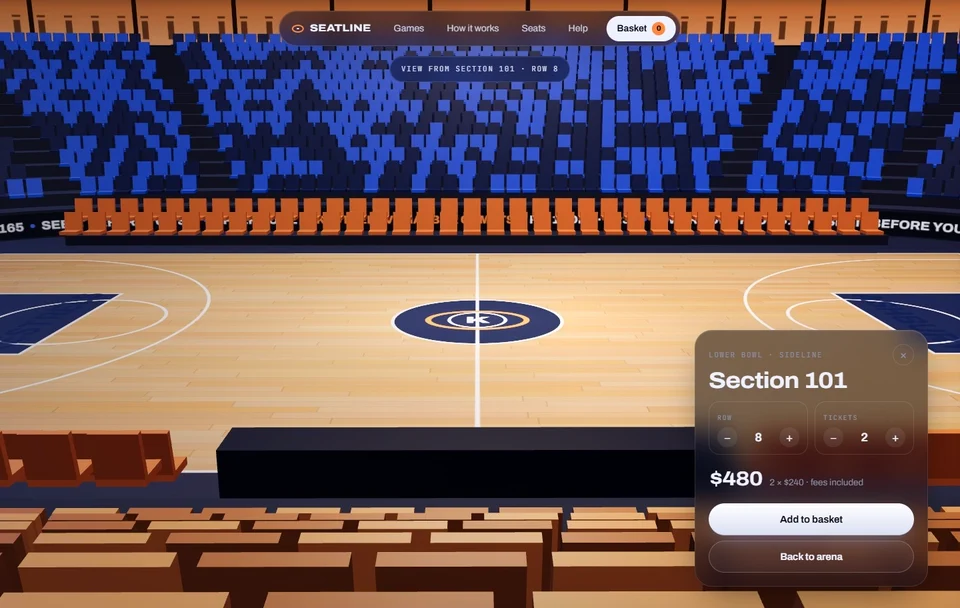 SEATLINE Games How it works Seats Help Basket 0
VIEW FROM SECTION 101 · ROW 8
165 • SEE
BEFORE YOU
K
LOWER BOWL · SIDELINE
×
Section 101
ROW TICKETS
− 8 + − 2 +
$480 2 × $240 · fees included
Add to basket
Back to arena